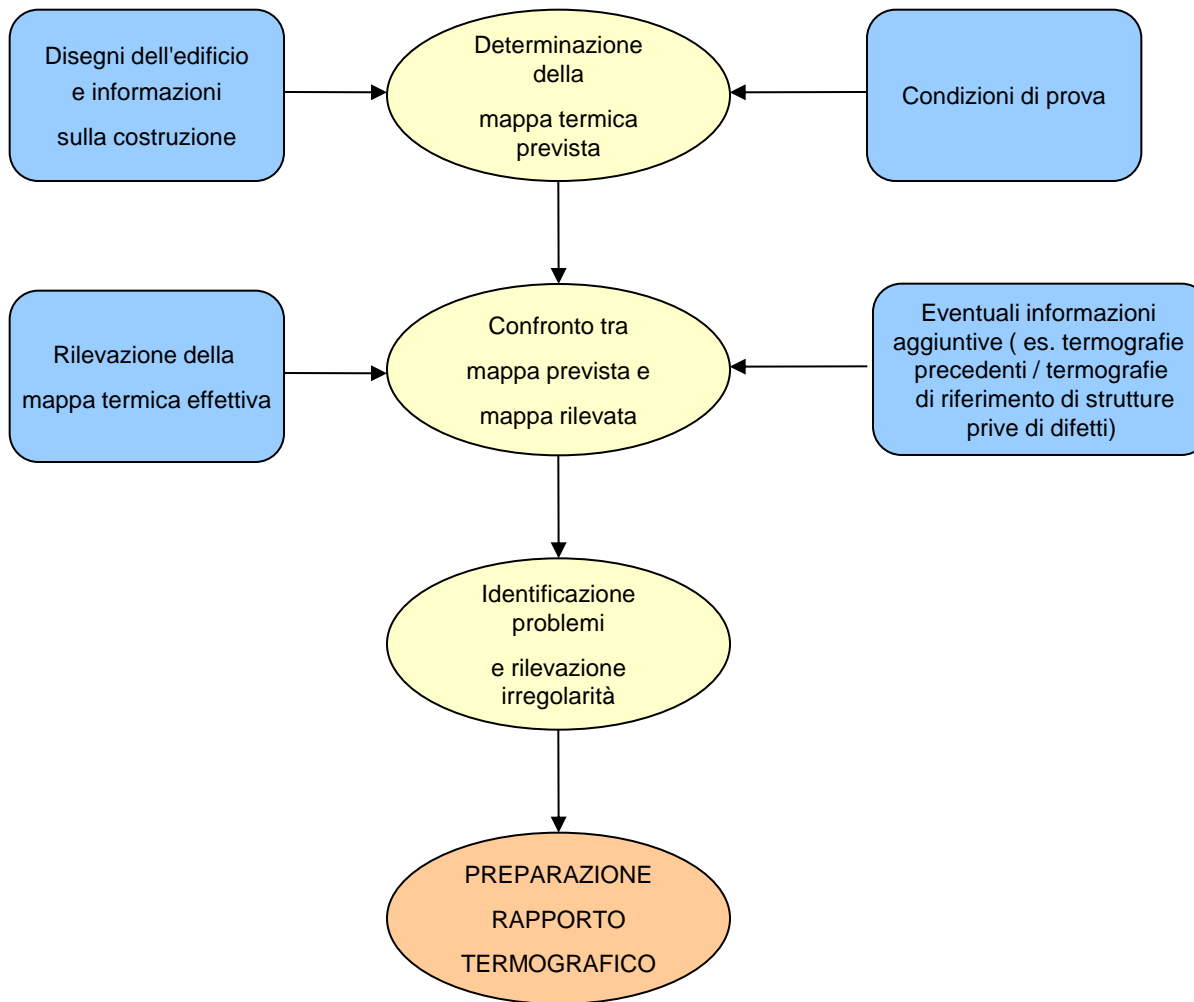 Disegni dell'edificio
e informazioni
sulla costruzione
Determinazione
della
mappa termica
prevista
Condizioni di prova
Rilevazione della
mappa termica effettiva
Confronto tra
mappa prevista e
mappa rilevata
Eventuali informazioni
aggiuntive ( es. termografie
precedenti / termografie
di riferimento di strutture
prive di difetti)
Identificazione
problemi
e rilevazione
irregolarità
PREPARAZIONE
RAPPORTO
TERMOGRAFICO